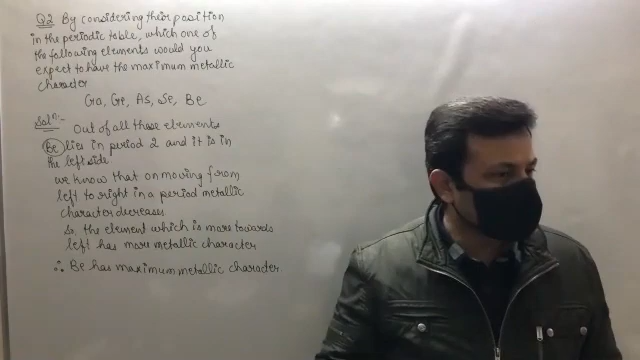 Q2 By considering their position
in the periodic table, which one of
the following elements would you
expect to have the maximum metallic
character
Ga, Ge, As, Se, Be
Soln:-
Out of all these elements
Be lies in period 2 and it is in
the left side
we know that on moving from
left to right in a period metallic
character decreases.
So, the element which is more towards
left has more metallic character
∴ Be has maximum metallic character